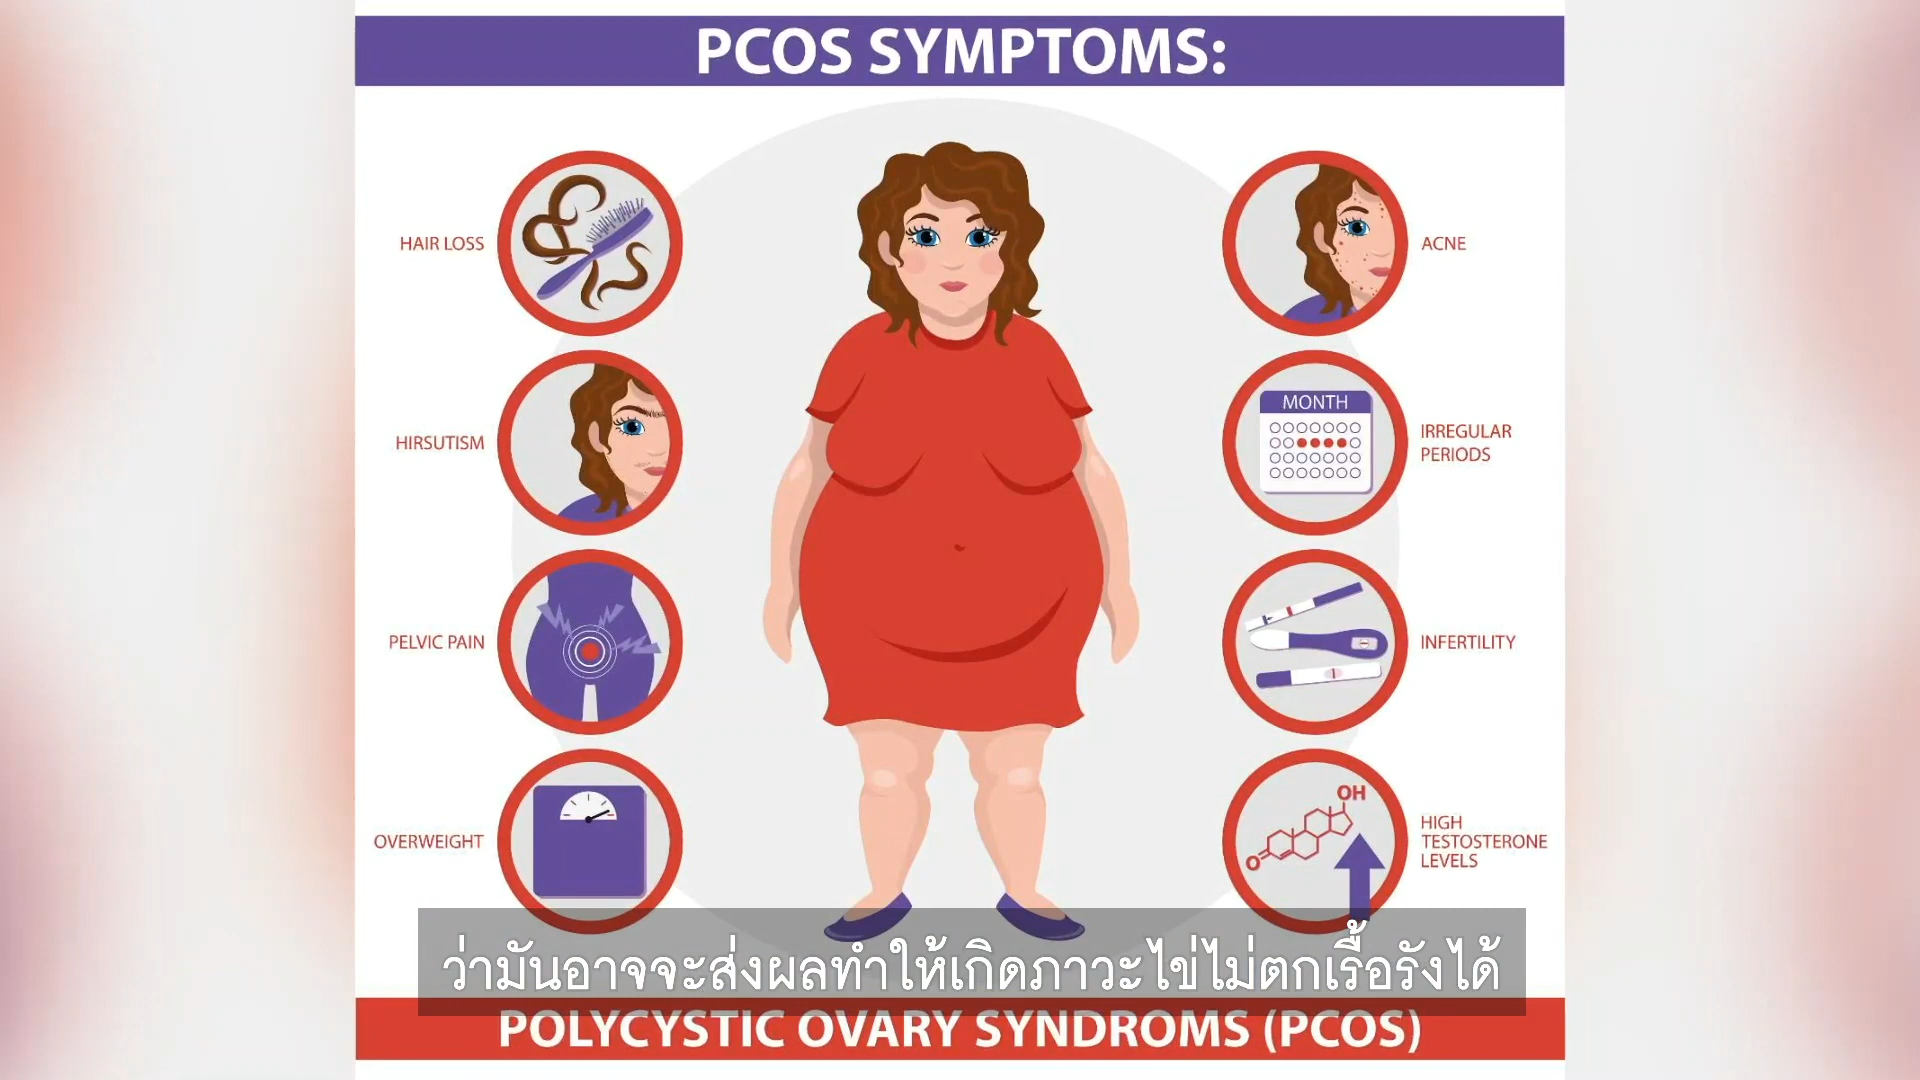 PCOS SYMPTOMS:
HAIR LOSS
HIRSUTISM
PELVIC PAIN
OVERWEIGHT
ACNE
MONTH
IRREGULAR
PERIODS
INFERTILITY
OH
O
HIGH
TESTOSTERONE
LEVELS
ว่ามันอาจจะส่งผลทำให้เกิดภาวะไข่ไม่ตกเรื้อรังได้
POLYCYSTIC OVARY SYNDROMS (PCOS)